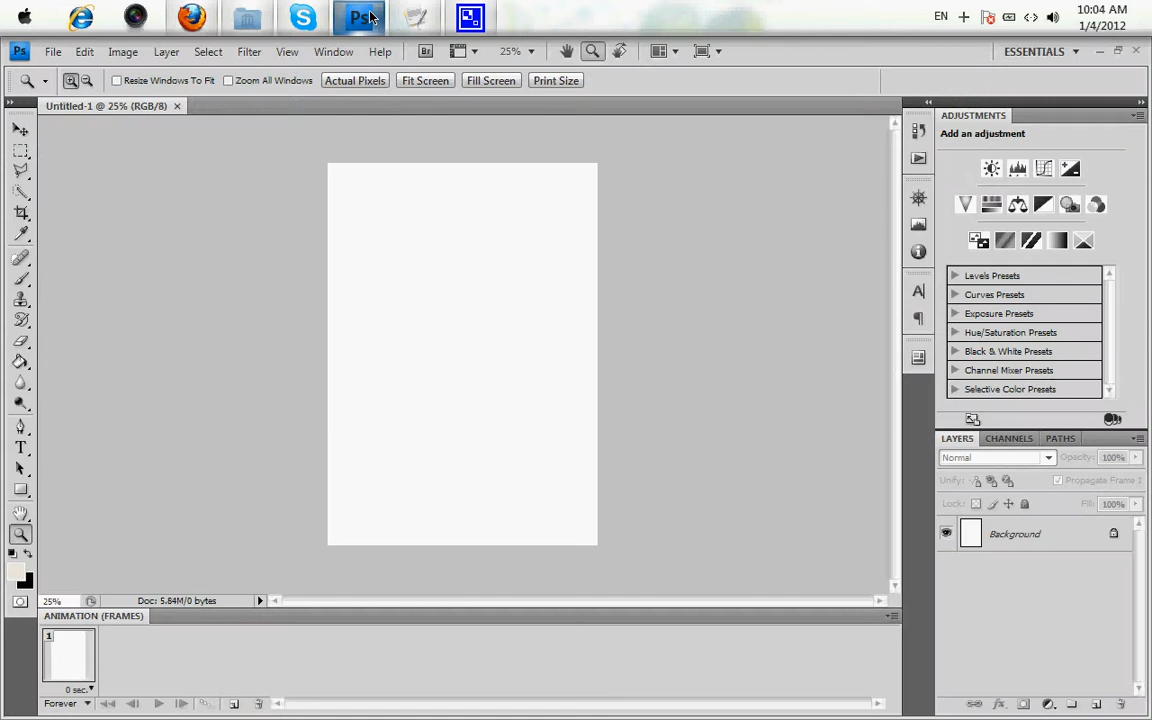 Ps
EN
10:04 AM
1/4/2012
Ps File Edit Image Layer Select Filter View Window Help Br 25% ESSENTIALS
Resize Windows To Fit Zoom All Windows Actual Pixels Fit Screen Fill Screen Print Size
Untitled-1 @ 25% (RGB/8)
ADJUSTMENTS
Add an adjustment
Levels Presets
Curves Presets
Exposure Presets
Hue/Saturation Presets
Black & White Presets
Channel Mixer Presets
Selective Color Presets
LAYERS CHANNELS PATHS
Normal Opacity: 100%
Unify: Propagate Frame 1
Lock: Fill: 100%
Background
25% Doc: 5.84M/0 bytes
ANIMATION (FRAMES)
1
0 sec.
Forever